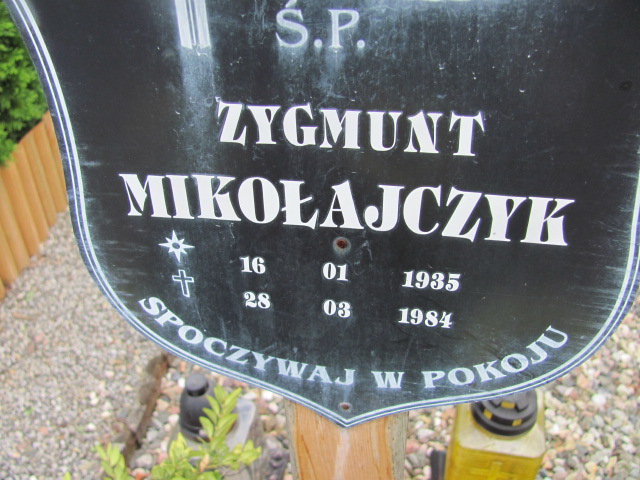 Ś.P.
ZYGMUNT
MIKOŁAJCZYK
16 01 1935
28 03 1984
SPOCZYWAJ W POKOJU